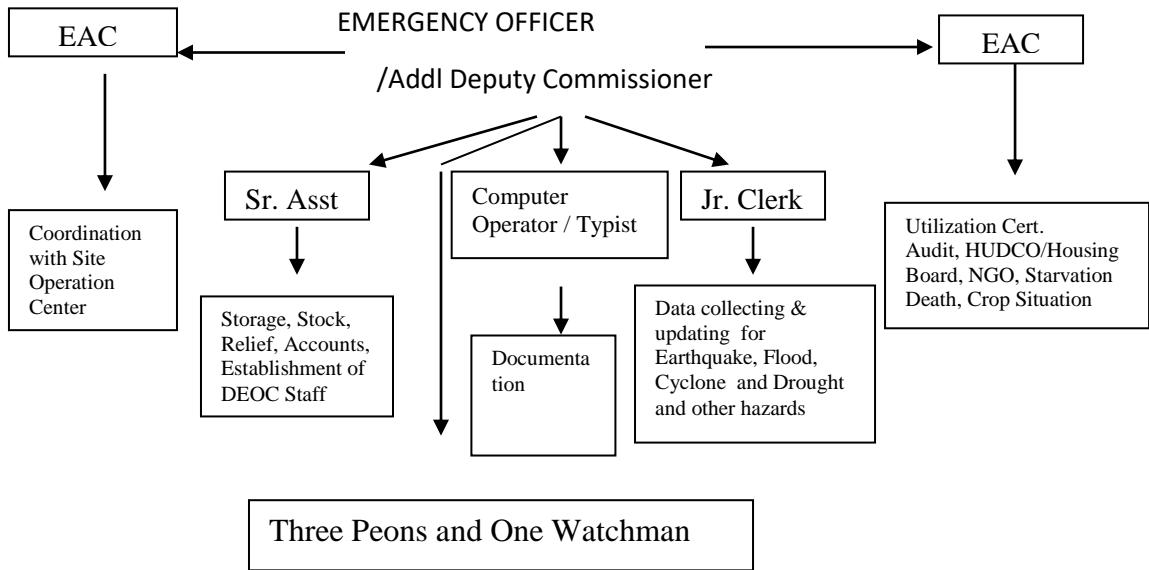 EAC
EMERGENCY OFFICER
/Addl Deputy Commissioner
EAC
Sr. Asst
Computer
Operator / Typist
Jr. Clerk
Coordination
with Site
Operation
Center
Storage, Stock,
Relief, Accounts,
Establishment of
DEOC Staff
Documenta
tion
Data collecting &
updating for
Earthquake, Flood,
Cyclone and Drought
and other hazards
Utilization Cert.
Audit, HUDCO/Housing
Board, NGO, Starvation
Death, Crop Situation
Three Peons and One Watchman